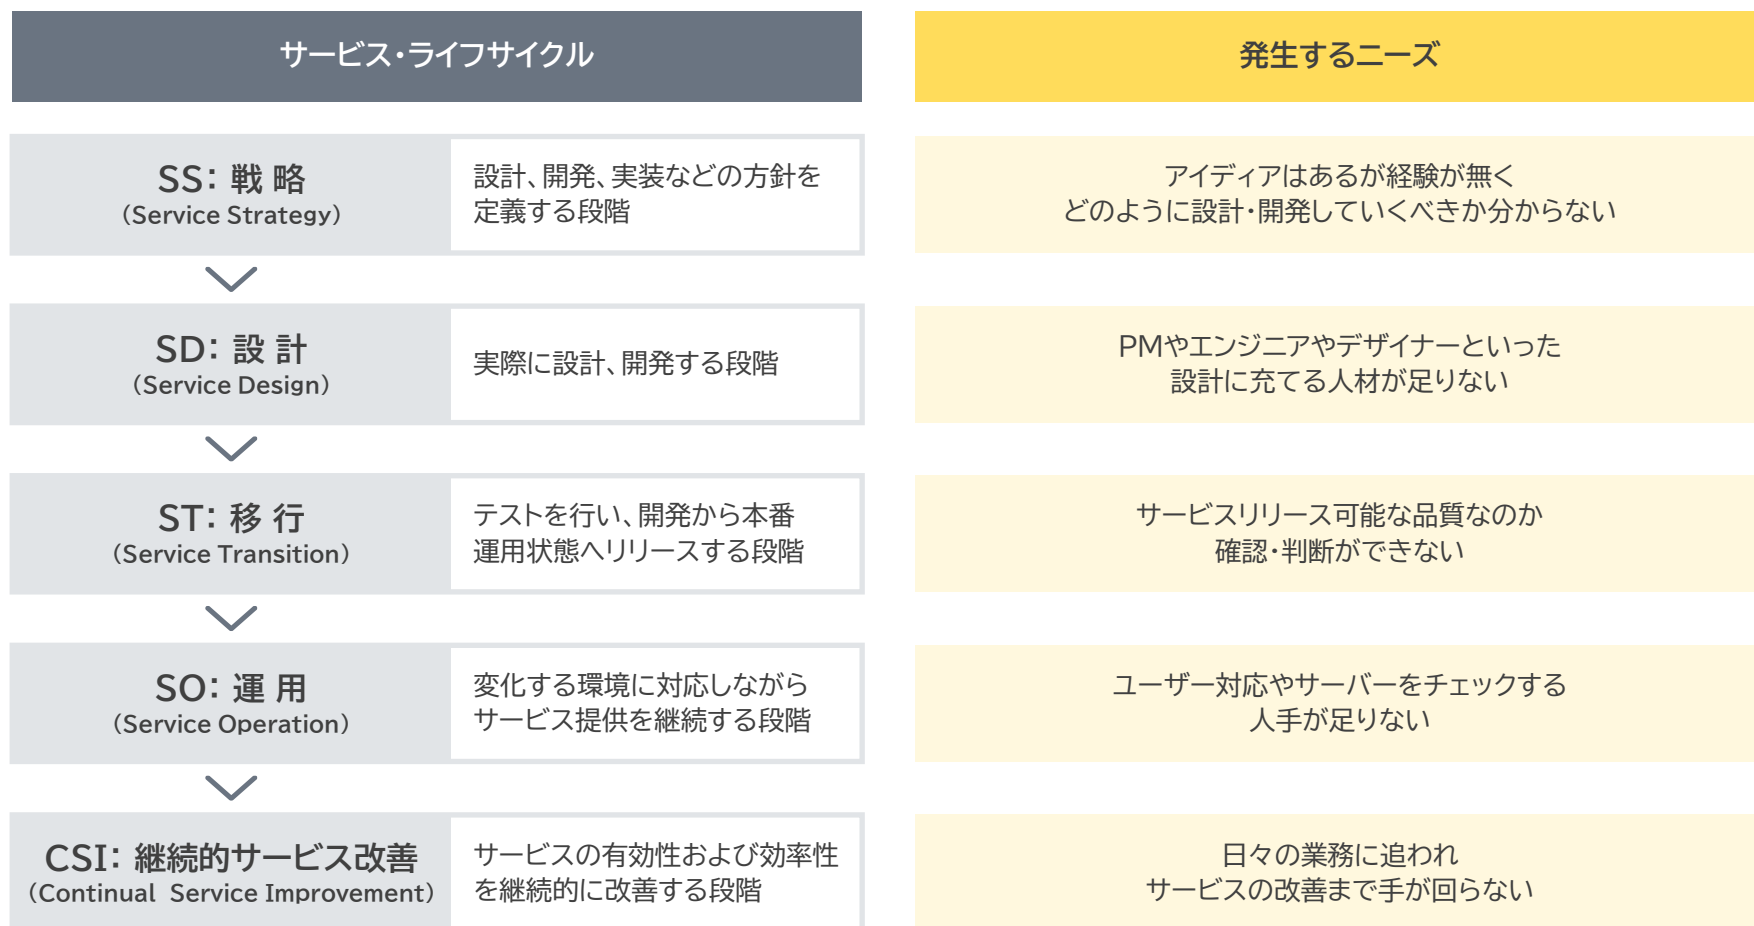 サービス・ライフサイクル
発生するニーズ
SS：戦 略
（Service Strategy）
設計、開発、実装などの方針を
定義する段階
アイディアはあるが経験が無く
どのように設計・開発していくべきか分からない
SD：設 計
（Service Design）
実際に設計、開発する段階
PMやエンジニアやデザイナーといった
設計に充てる人材が足りない
ST：移 行
（Service Transition）
テストを行い、開発から本番
運用状態へリリースする段階
サービスリリース可能な品質なのか
確認・判断ができない
SO：運 用
（Service Operation）
変化する環境に対応しながら
サービス提供を継続する段階
ユーザー対応やサーバーをチェックする
人手が足りない
CSI：継続的サービス改善
（Continual Service Improvement）
サービスの有効性および効率性
を継続的に改善する段階
日々の業務に追われ
サービスの改善まで手が回らない